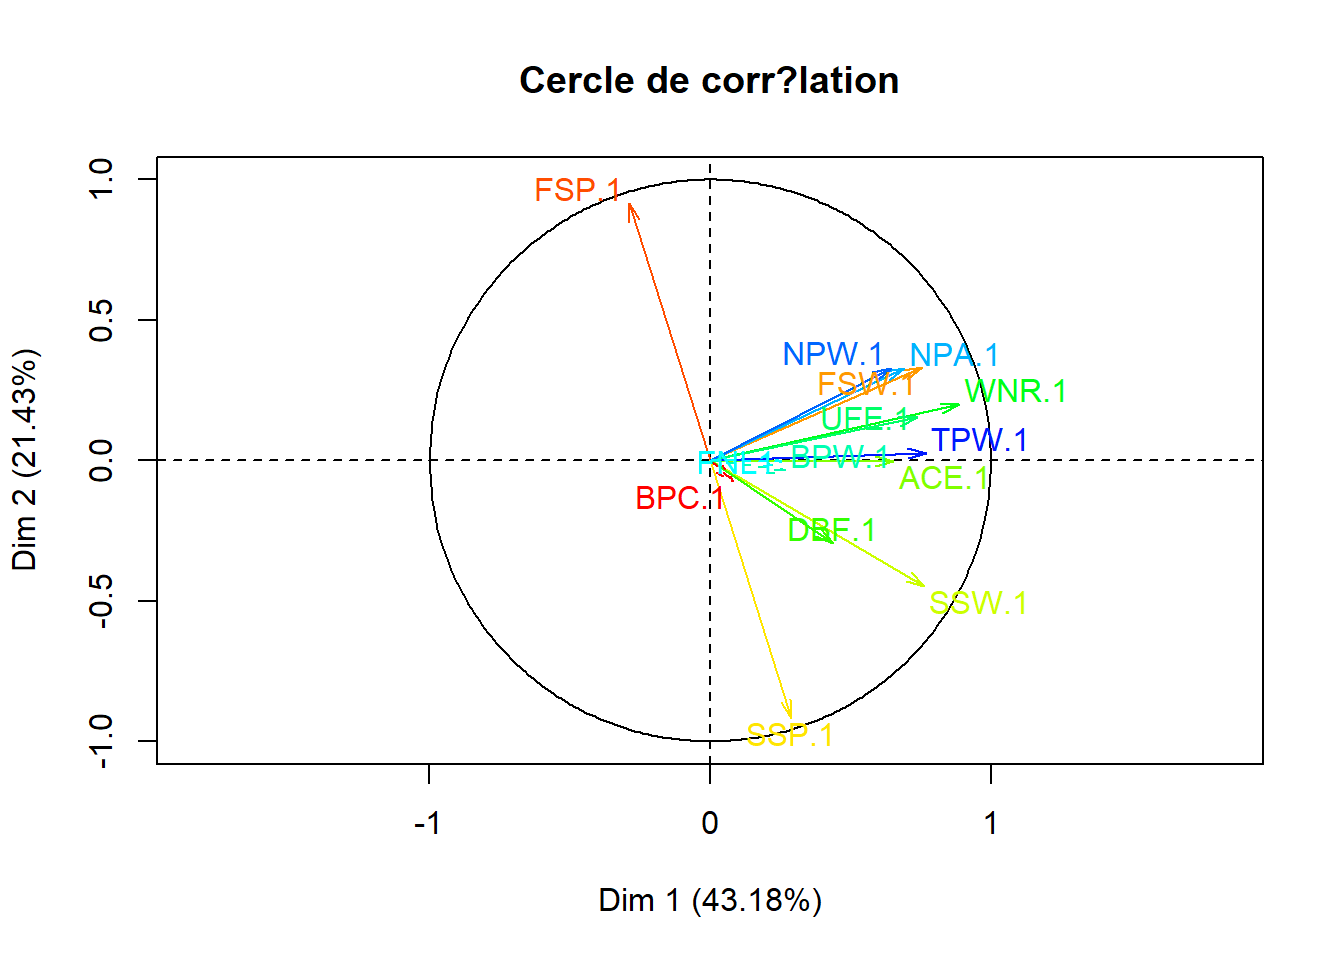 Cercle de corr?lation
Dim 2 (21.43%)
1.0
0.5
0.0
-0.5
-1.0
FSP.1
NPW.1
NPA.1
FSW.1
WNR.1
UFE.1
TPW.1
BPW.1
FNL.1
ACE.1
BPC.1
DBF.1
SSW.1
SSP.1
-1
0
1
Dim 1 (43.18%)